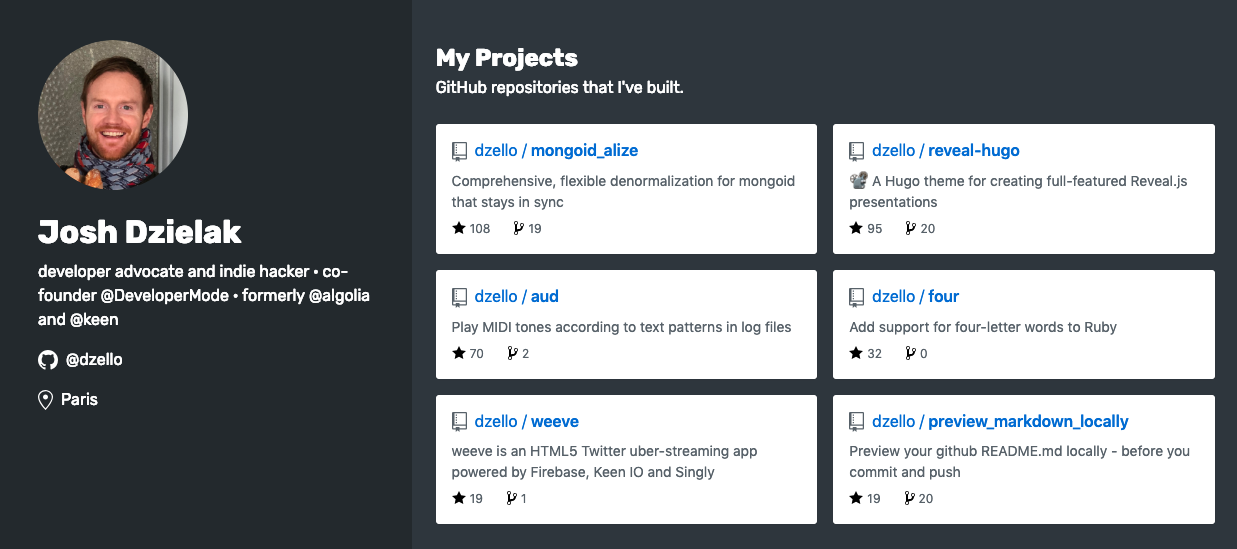 Josh Dzielak
developer advocate and indie hacker • co-
founder @DeveloperMode • formerly @algolia
and @keen
@dzello
Paris
My Projects
GitHub repositories that I've built.
dzello / mongoid_alize
Comprehensive, flexible denormalization for mongoid
that stays in sync
108 19
dzello / reveal-hugo
📽 A Hugo theme for creating full-featured Reveal.js
presentations
95 20
dzello / aud
Play MIDI tones according to text patterns in log files
70 2
dzello / four
Add support for four-letter words to Ruby
32 0
dzello / weeve
weeve is an HTML5 Twitter uber-streaming app
powered by Firebase, Keen IO and Singly
19 1
dzello / preview_markdown_locally
Preview your github README.md locally - before you
commit and push
19 20